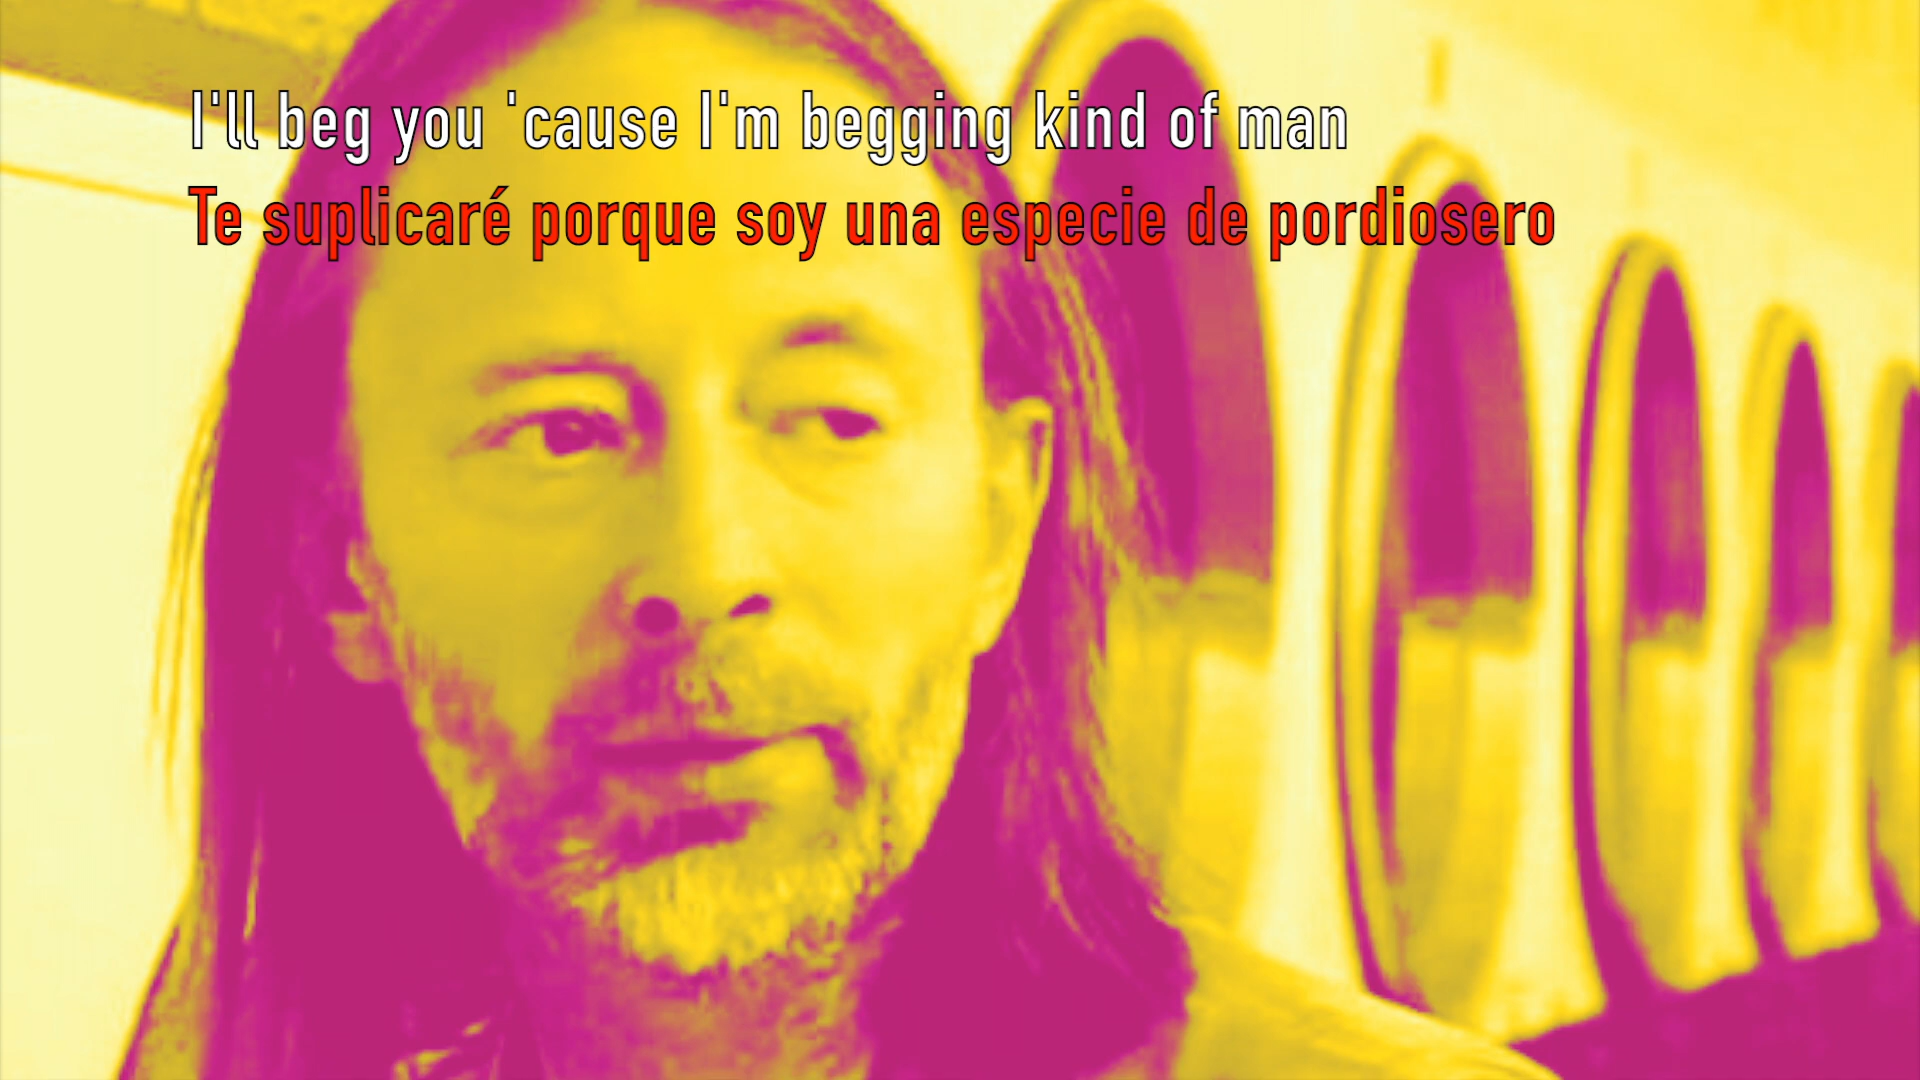 I'll beg you 'cause I'm begging kind of man
Te suplicaré porque soy una especie de pordiosero